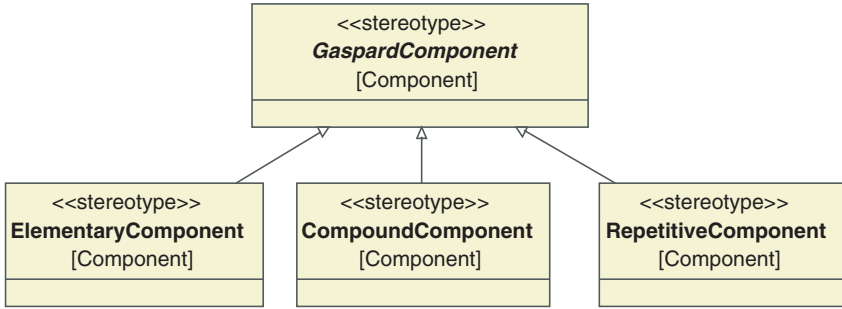 <<stereotype>>
GaspardComponent
[Component]
<<stereotype>>
ElementaryComponent
[Component]
<<stereotype>>
CompoundComponent
[Component]
<<stereotype>>
RepetitiveComponent
[Component]